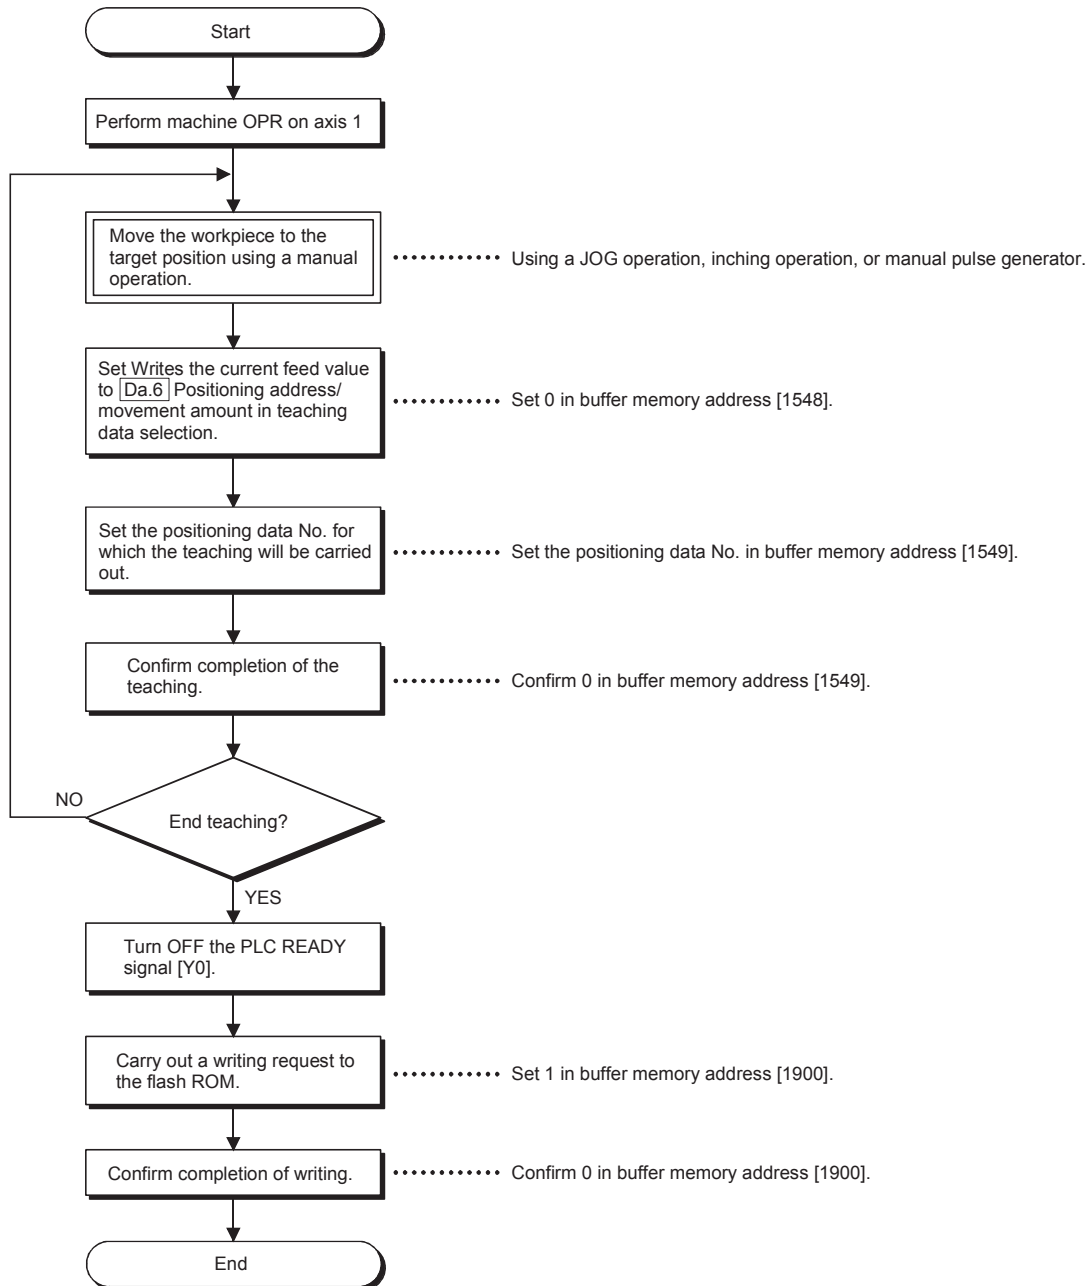 Start
Perform machine OPR on axis 1
Move the workpiece to the
target position using a manual
operation.
Using a JOG operation, inching operation, or manual pulse generator.
Set Writes the current feed value
to Da.6 Positioning address/
movement amount in teaching
data selection.
Set 0 in buffer memory address [1548].
Set the positioning data No. for
which the teaching will be carried
out.
Set the positioning data No. in buffer memory address [1549].
Confirm completion of the
teaching.
Confirm 0 in buffer memory address [1549].
NO
End teaching?
YES
Turn OFF the PLC READY
signal [Y0].
Carry out a writing request to
the flash ROM.
Set 1 in buffer memory address [1900].
Confirm completion of writing.
Confirm 0 in buffer memory address [1900].
End